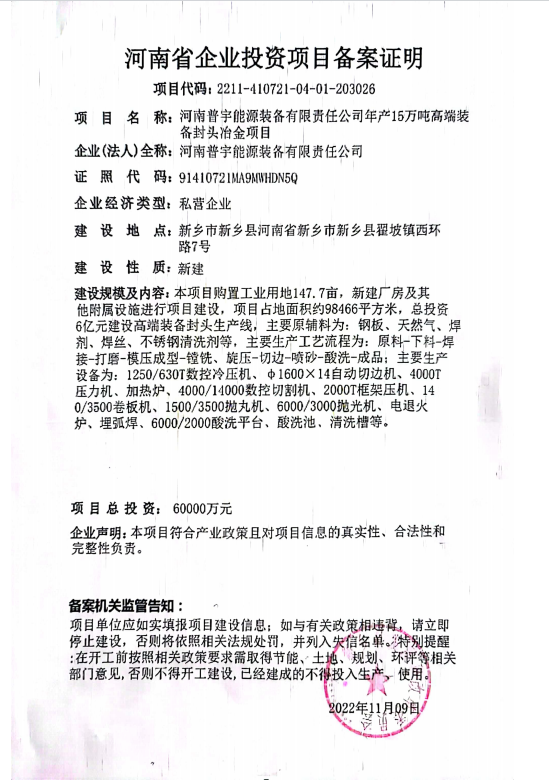 河南省企业投资项目备案证明
项目代码：2211-410721-04-01-203026
项目名称：河南普宇能源装备有限责任公司年产15万吨高端装
备封头冶金项目
企业(法人)全称：河南普宇能源装备有限责任公司
证照代码：91410721MA9MWHDN5Q
企业经济类型：私营企业
建设地点：新乡市新乡县河南省新乡市新乡县翟坡镇西环
路7号
建设性质：新建
建设规模及内容：本项目购置工业用地147.7亩，新建厂房及其
他附属设施进行项目建设，项目占地面积约98466平方米，总投资
6亿元建设高端装备封头生产线，主要原辅料为：钢板、天然气、焊
剂、焊丝、不锈钢清洗剂等，主要生产工艺流程为：原料-下料-焊
接-打磨-模压成型-镗铣、旋压-切边-喷砂-酸洗-成品；主要生产
设备为：1250/630T数控冷压机、φ1600×14自动切边机、4000T
压力机、加热炉、4000/14000数控切割机、2000T框架压机、14
0/3500卷板机、1500/3500抛丸机、6000/3000抛光机、电退火
炉、埋弧焊、6000/2000酸洗平台、酸洗池、清洗槽等。
项目总投资：60000万元
企业声明：本项目符合产业政策且对项目信息的真实性、合法性和
完整性负责。
备案机关监管告知：
项目单位应如实填报项目建设信息；如与有关政策相违背，请立即
停止建设，否则将依照相关法规处罚，并列入失信名单。特别提醒
：在开工前按照相关政策要求需取得节能、土地、规划、环评等相关
部门意见，否则不得开工建设，已经建成的不得投入生产、使用。
2022年11月09日